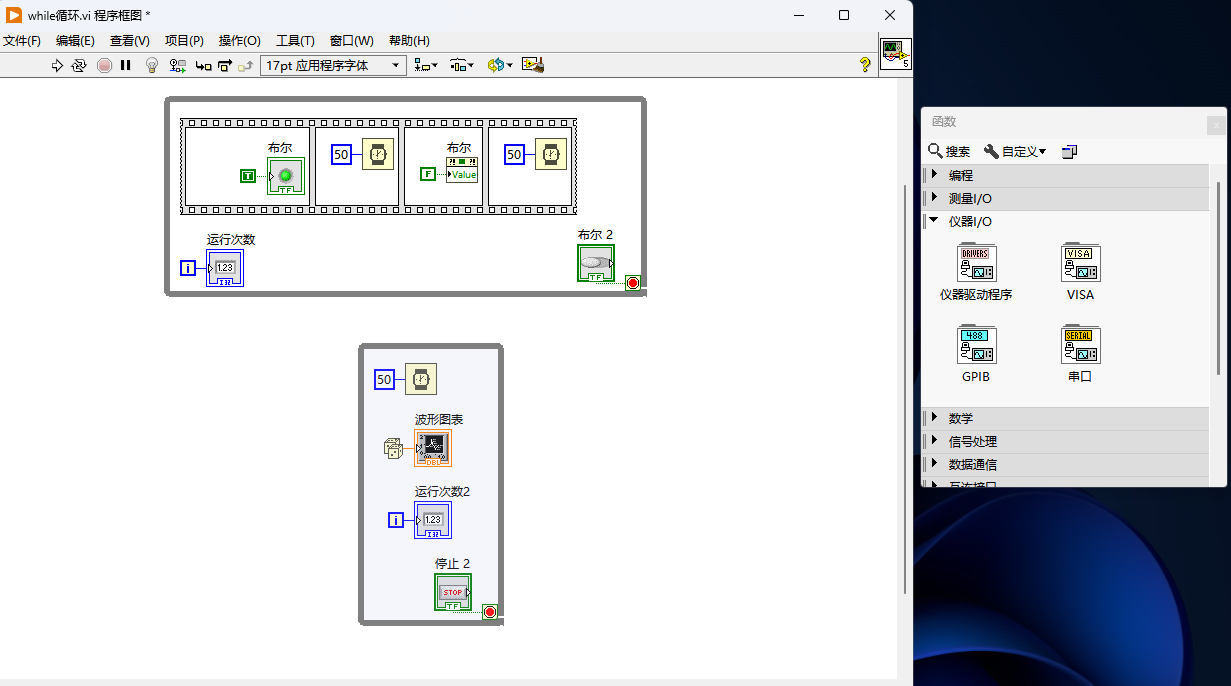 while循环.vi 程序框图 *
文件(F) 编辑(E) 查看(V) 项目(P) 操作(O) 工具(T) 窗口(W) 帮助(H)
17pt 应用程序字体
?
5
布尔
T
TF
50
布尔
F
?! ?!
Value
50
运行次数
i
1.23
I32
布尔 2
TF
50
波形图表
DBL
运行次数2
i
1.23
I32
停止 2
STOP
TF
函数
x
搜索 自定义
编程
测量I/O
仪器I/O
DRIVERS
仪器驱动程序
VISA
VISA
488
GPIB
SERIAL
串口
数学
信号处理
数据通信
互连接口